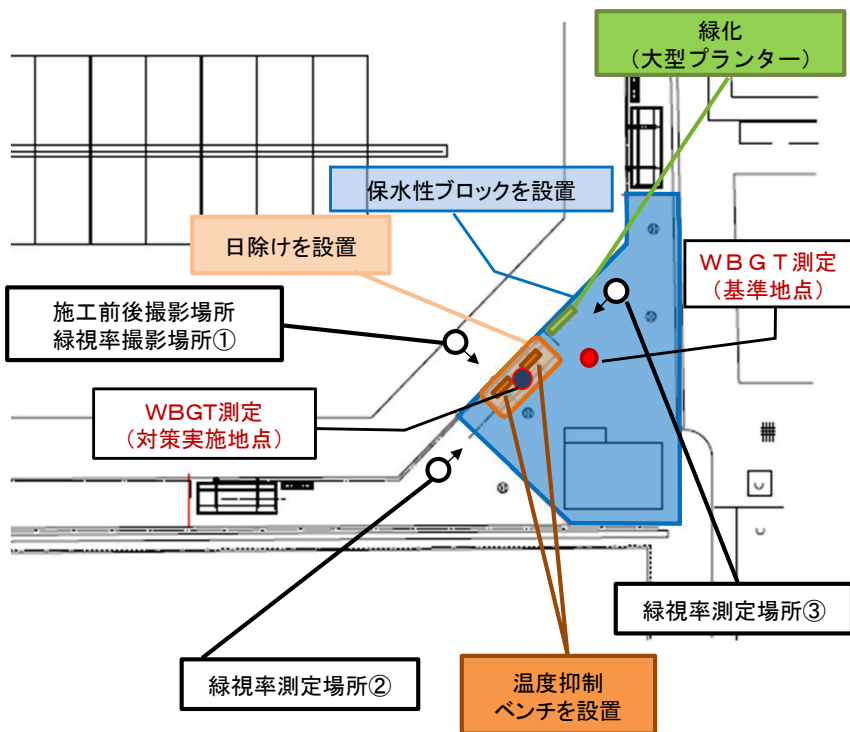 緑化
（大型プランター）
保水性ブロックを設置
日除けを設置
ＷＢＧＴ測定
（基準地点）
施工前後撮影場所
緑視率撮影場所①
WBGT測定
（対策実施地点）
緑視率測定場所③
緑視率測定場所②
温度抑制
ベンチを設置